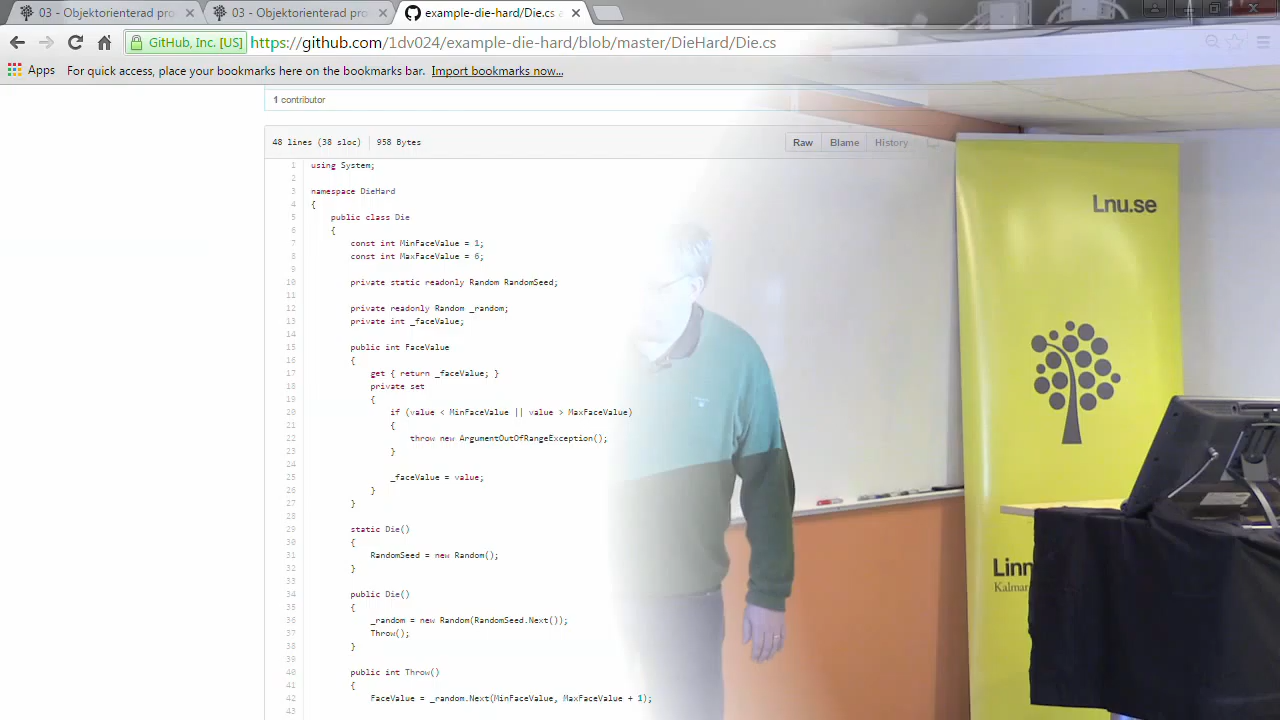 03 - Objektorienterad pro
03 - Objektorienterad pro
example-die-hard/Die.cs a
GitHub, Inc. [US]
https://github.com/1dv024/example-die-hard/blob/master/DieHard/Die.cs
Apps
For quick access, place your bookmarks here on the bookmarks bar. Import bookmarks now...
1 contributor
48 lines (38 sloc) 958 Bytes
Raw Blame History
1 using System;
2
3 namespace DieHard
4 {
5 public class Die
6 {
7 const int MinFaceValue = 1;
8 const int MaxFaceValue = 6;
9
10 private static readonly Random RandomSeed;
11
12 private readonly Random _random;
13 private int _faceValue;
14
15 public int FaceValue
16 {
17 get { return _faceValue; }
18 private set
19 {
20 if (value < MinFaceValue || value > MaxFaceValue)
21 {
22 throw new ArgumentOutOfRangeException();
23 }
24
25 _faceValue = value;
26 }
27 }
28
29 static Die()
30 {
31 RandomSeed = new Random();
32 }
33
34 public Die()
35 {
36 _random = new Random(RandomSeed.Next());
37 Throw();
38 }
39
40 public int Throw()
41 {
42 FaceValue = _random.Next(MinFaceValue, MaxFaceValue + 1);
43
Lnu.se
Linn
Kalmar